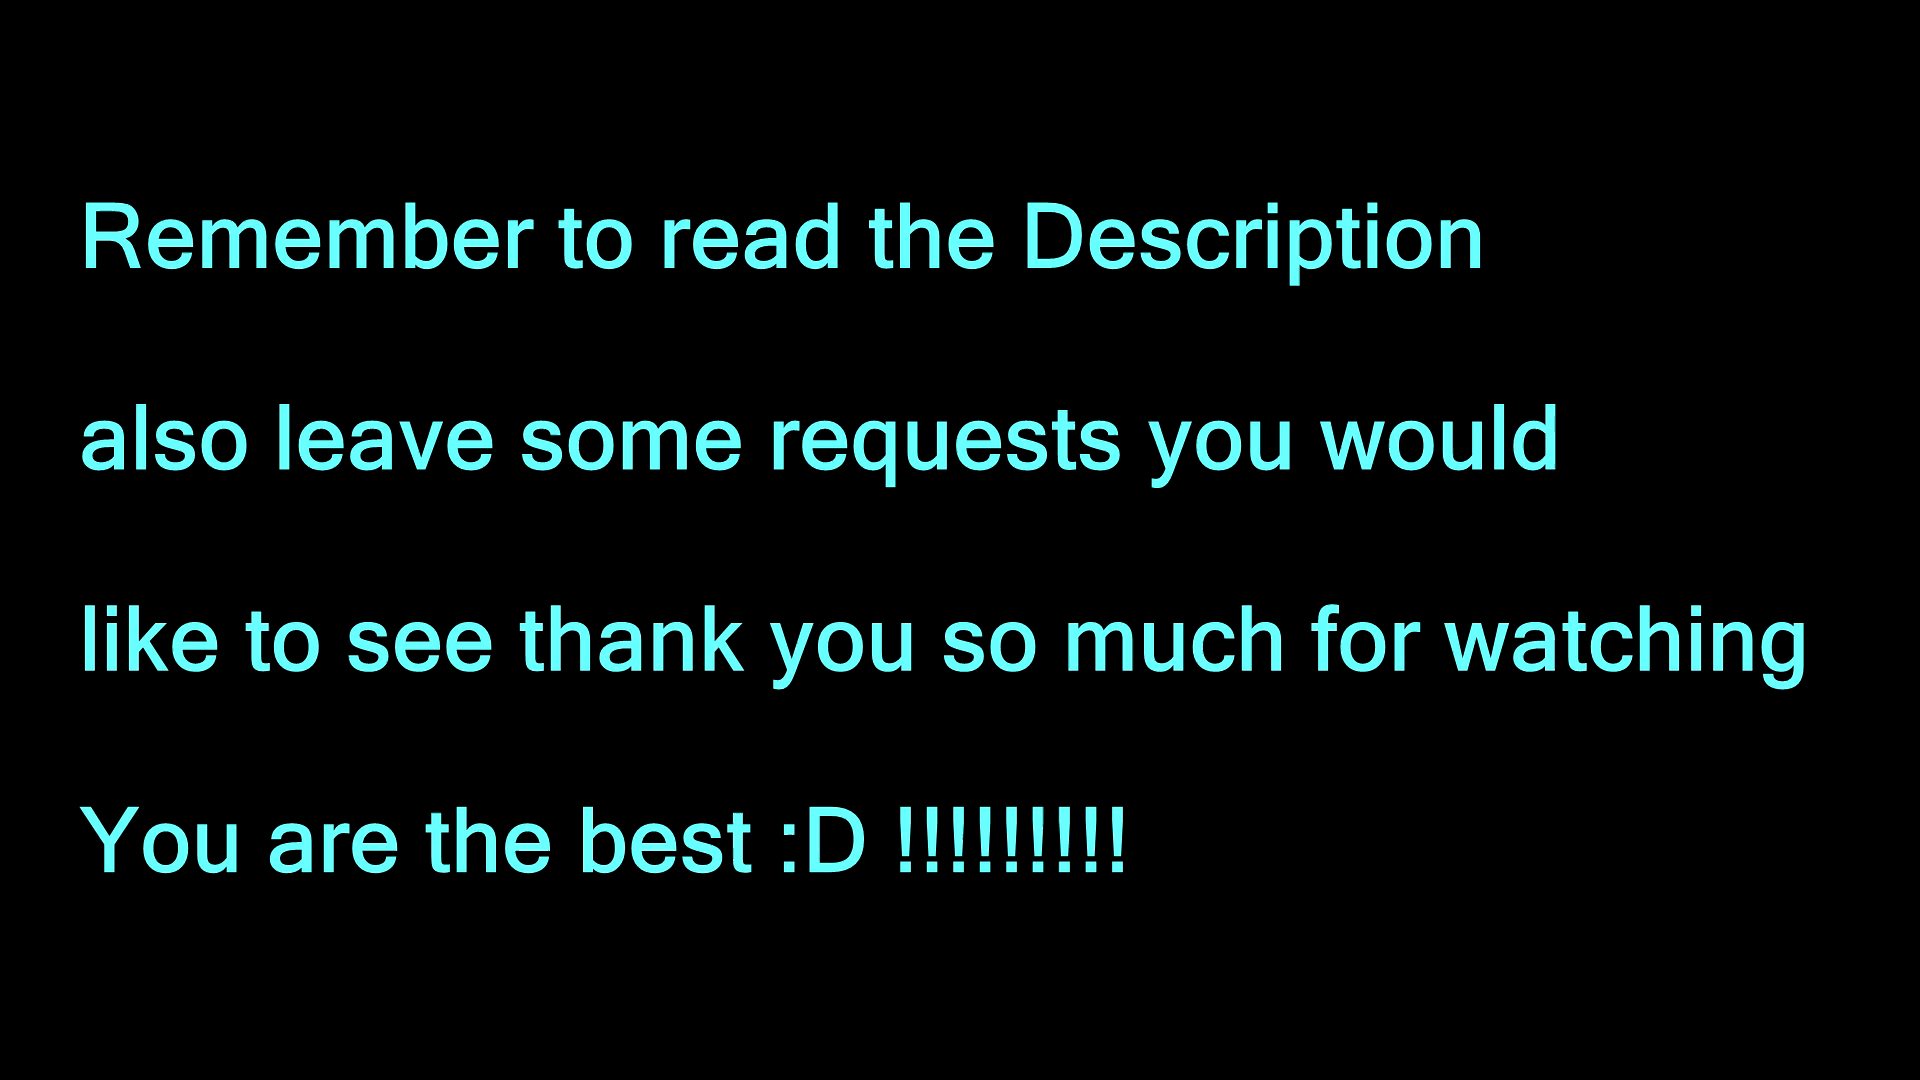 Remember to read the Description
also leave some requests you would
like to see thank you so much for watching
You are the best :D !!!!!!!!!